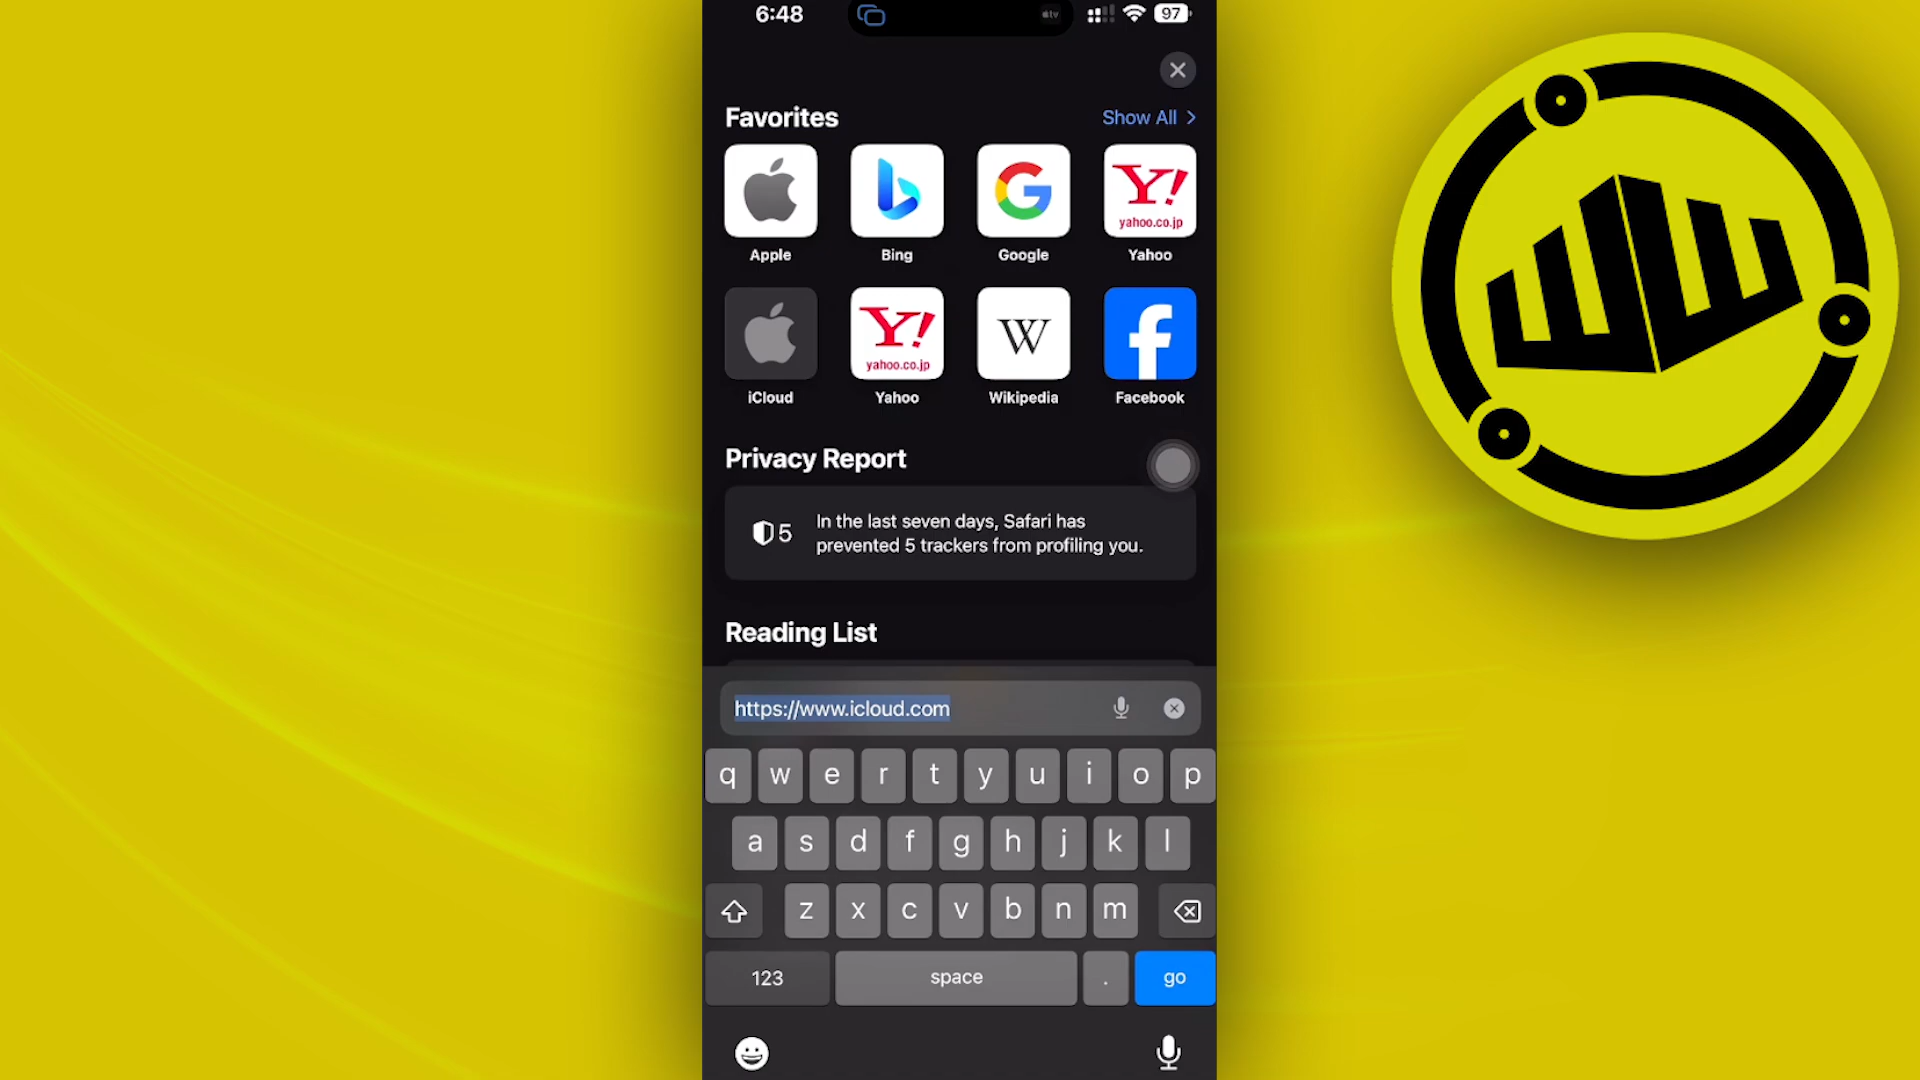 6:48
tv
97
Favorites
Show All
Y!
yahoo.co.jp
Apple
Bing
Google
Yahoo
Y!
yahoo.co.jp
W
iCloud
Yahoo
Wikipedia
Facebook
Privacy Report
5
In the last seven days, Safari has
prevented 5 trackers from profiling you.
Reading List
https://www.icloud.com
q w e r t y u i o p
a s d f g h j k l
z x c v b n m
123 space . go